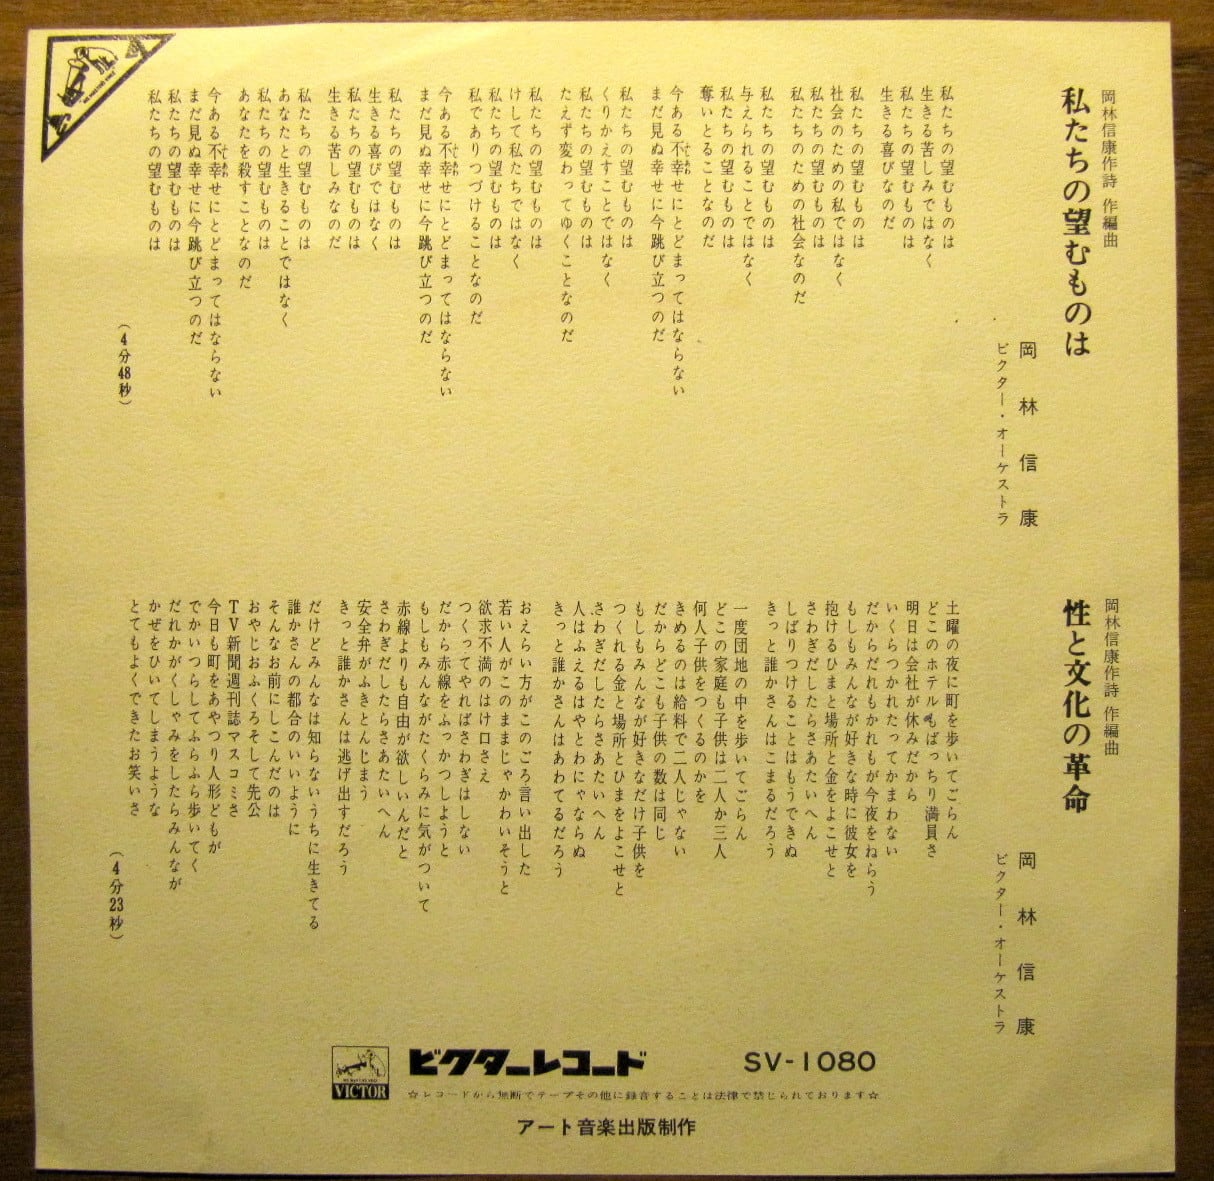 岡林信康作詩 作編曲
私たちの望むものは
岡林信康
ビクター・オーケストラ
私たちの望むものは
生きる苦しみではなく
私たちの望むものは
生きる喜びなのだ
私たちの望むものは
社会のための私ではなく
私たちの望むものは
私たちのための社会なのだ
私たちの望むものは
与えられることではなく
私たちの望むものは
奪いとることなのだ
今ある不幸せにとどまってはならない
まだ見ぬ幸せに今跳び立つのだ
私たちの望むものは
くりかえすことではなく
私たちの望むものは
たえず変わってゆくことなのだ
私たちの望むものは
けして私たちではなく
私たちの望むものは
私でありつづけることなのだ
今ある不幸せにとどまってはならない
まだ見ぬ幸せに今跳び立つのだ
私たちの望むものは
生きる喜びではなく
私たちの望むものは
生きる苦しみなのだ
私たちの望むものは
あなたと生きることではなく
私たちの望むものは
あなたを殺すことなのだ
今ある不幸せにとどまってはならない
まだ見ぬ幸せに今跳び立つのだ
私たちの望むものは
私たちの望むものは
(4分48秒)
岡林信康作詩 作編曲
性と文化の革命
岡林信康
ビクター・オーケストラ
土曜の夜に町を歩いてごらん
どこのホテルもばっちり満員さ
明日は会社が休みだから
いくらつかれたってかまわない
だからだれもかれもが今夜をねらう
もしもみんなが好きな時に彼女を
抱けるひまと場所と金をよこせと
さわぎだしたらさあたいへん
しばりつけることはもうできぬ
きっと誰かさんはこまるだろう
一度団地の中を歩いてごらん
どこの家庭も子供は二人か三人
何人子供をつくるのかを
きめるのは給料で二人じゃない
だからどこも子供の数は同じ
もしもみんなが好きなだけ子供を
つくれる金と場所とひまをよこせと
さわぎだしたらさあたいへん
人はふえるはやとわにゃならぬ
きっと誰かさんはあわてるだろう
おえらい方がこのごろ言い出した
若い人がこのままじゃかわいそうと
欲求不満のはけ口さえ
つくってやればさわぎはしない
だから赤線をふっかつしようと
もしもみんながたくらみに気がついて
赤線よりも自由が欲しいんだと
さわぎだしたらさあたいへん
安全弁がふきとんじまう
きっと誰かさんは逃げ出すだろう
だけどみんなは知らないうちに生きてる
誰かさんの都合のいいように
そんなお前にしこんだのは
おやじおふくろそして先公
TV新聞週刊誌マスコミさ
今日も町をあやつり人形どもが
でかいつらしてふらふら歩いてく
だれかがくしゃみをしたらみんなが
かぜをひいてしまうような
とてもよくできたお笑いさ
(4分23秒)
VICTOR
ビクターレコード SV-1080
☆レコードから無断でテープその他に録音することは法律で禁じられております☆
アート音楽出版制作